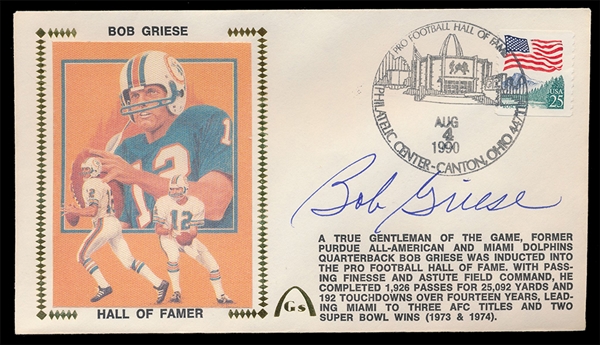 BOB GRIESE
12
12
HALL OF FAMER
Gs
PRO FOOTBALL HALL OF FAME
AUG
4
1990
PHILATELIC CENTER-CANTON, OHIO 44701
USA
25
Bob Griese
A TRUE GENTLEMAN OF THE GAME, FORMER
PURDUE ALL-AMERICAN AND MIAMI DOLPHINS
QUARTERBACK BOB GRIESE WAS INDUCTED INTO
THE PRO FOOTBALL HALL OF FAME. WITH PASS-
ING FINESSE AND ASTUTE FIELD COMMAND, HE
COMPLETED 1,926 PASSES FOR 25,092 YARDS AND
192 TOUCHDOWNS OVER FOURTEEN YEARS, LEAD-
ING MIAMI TO THREE AFC TITLES AND TWO
SUPER BOWL WINS (1973 & 1974).